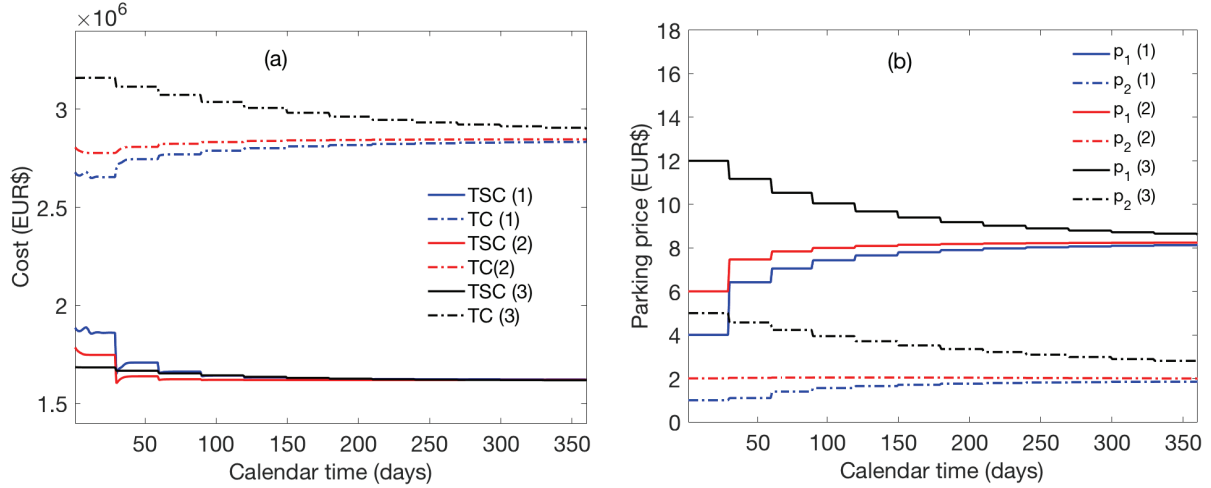 ×10⁶
(a)
3
2.5
2
1.5
Cost (EUR$)
TSC (1)
TC (1)
TSC (2)
TC(2)
TSC (3)
TC (3)
50 100 150 200 250 300 350
Calendar time (days)
(b)
18
16
14
12
10
8
6
4
2
0
Parking price (EUR$)
p₁ (1)
p₂ (1)
p₁ (2)
p₂ (2)
p₁ (3)
p₂ (3)
50 100 150 200 250 300 350
Calendar time (days)